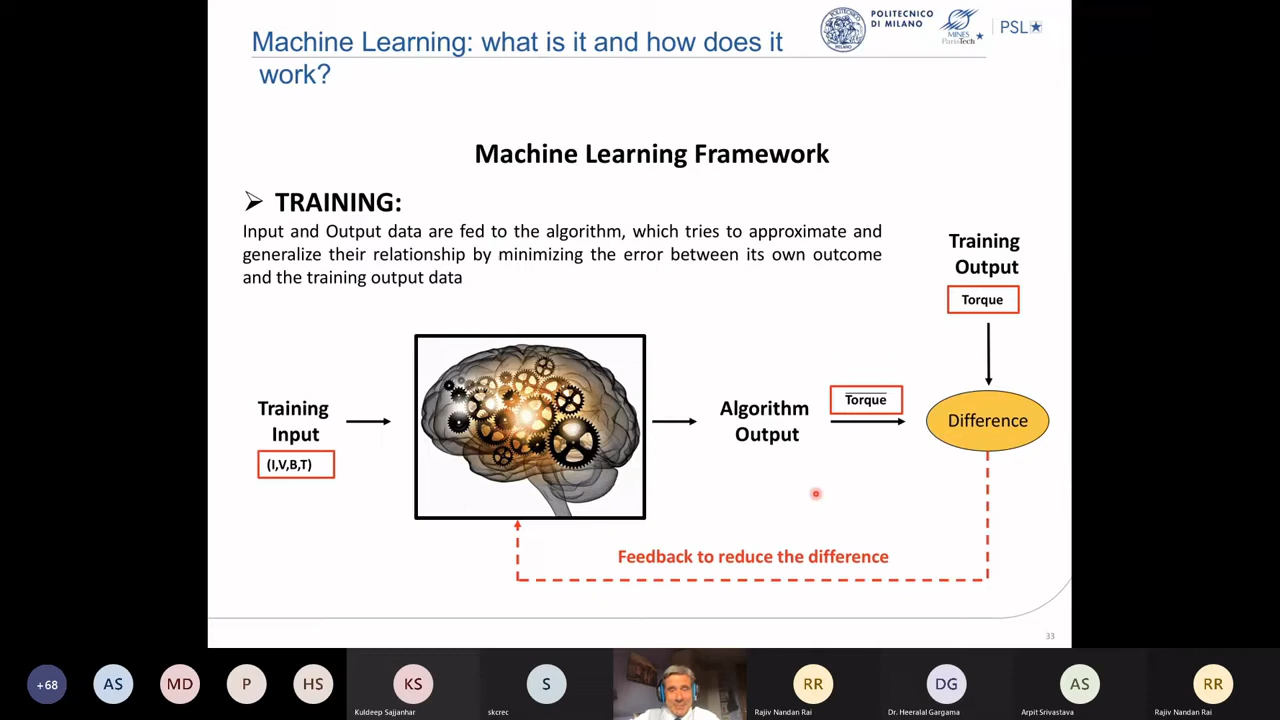 Machine Learning: what is it and how does it
work?
POLITECNICO
DI MILANO
MINES
ParisTech
PSL
Machine Learning Framework
TRAINING:
Input and Output data are fed to the algorithm, which tries to approximate and
generalize their relationship by minimizing the error between its own outcome
and the training output data
Training
Output
Torque
Training
Input
(I,V,B,T)
Algorithm
Output
Torque
Difference
Feedback to reduce the difference
33
+68
AS
MD
P
HS
KS
Kuldeep Sajjanhar
S
skcrec
RR
Rajiv Nandan Rai
DG
Dr. Heeralal Gargama
AS
Arpit Srivastava
RR
Rajiv Nandan Rai